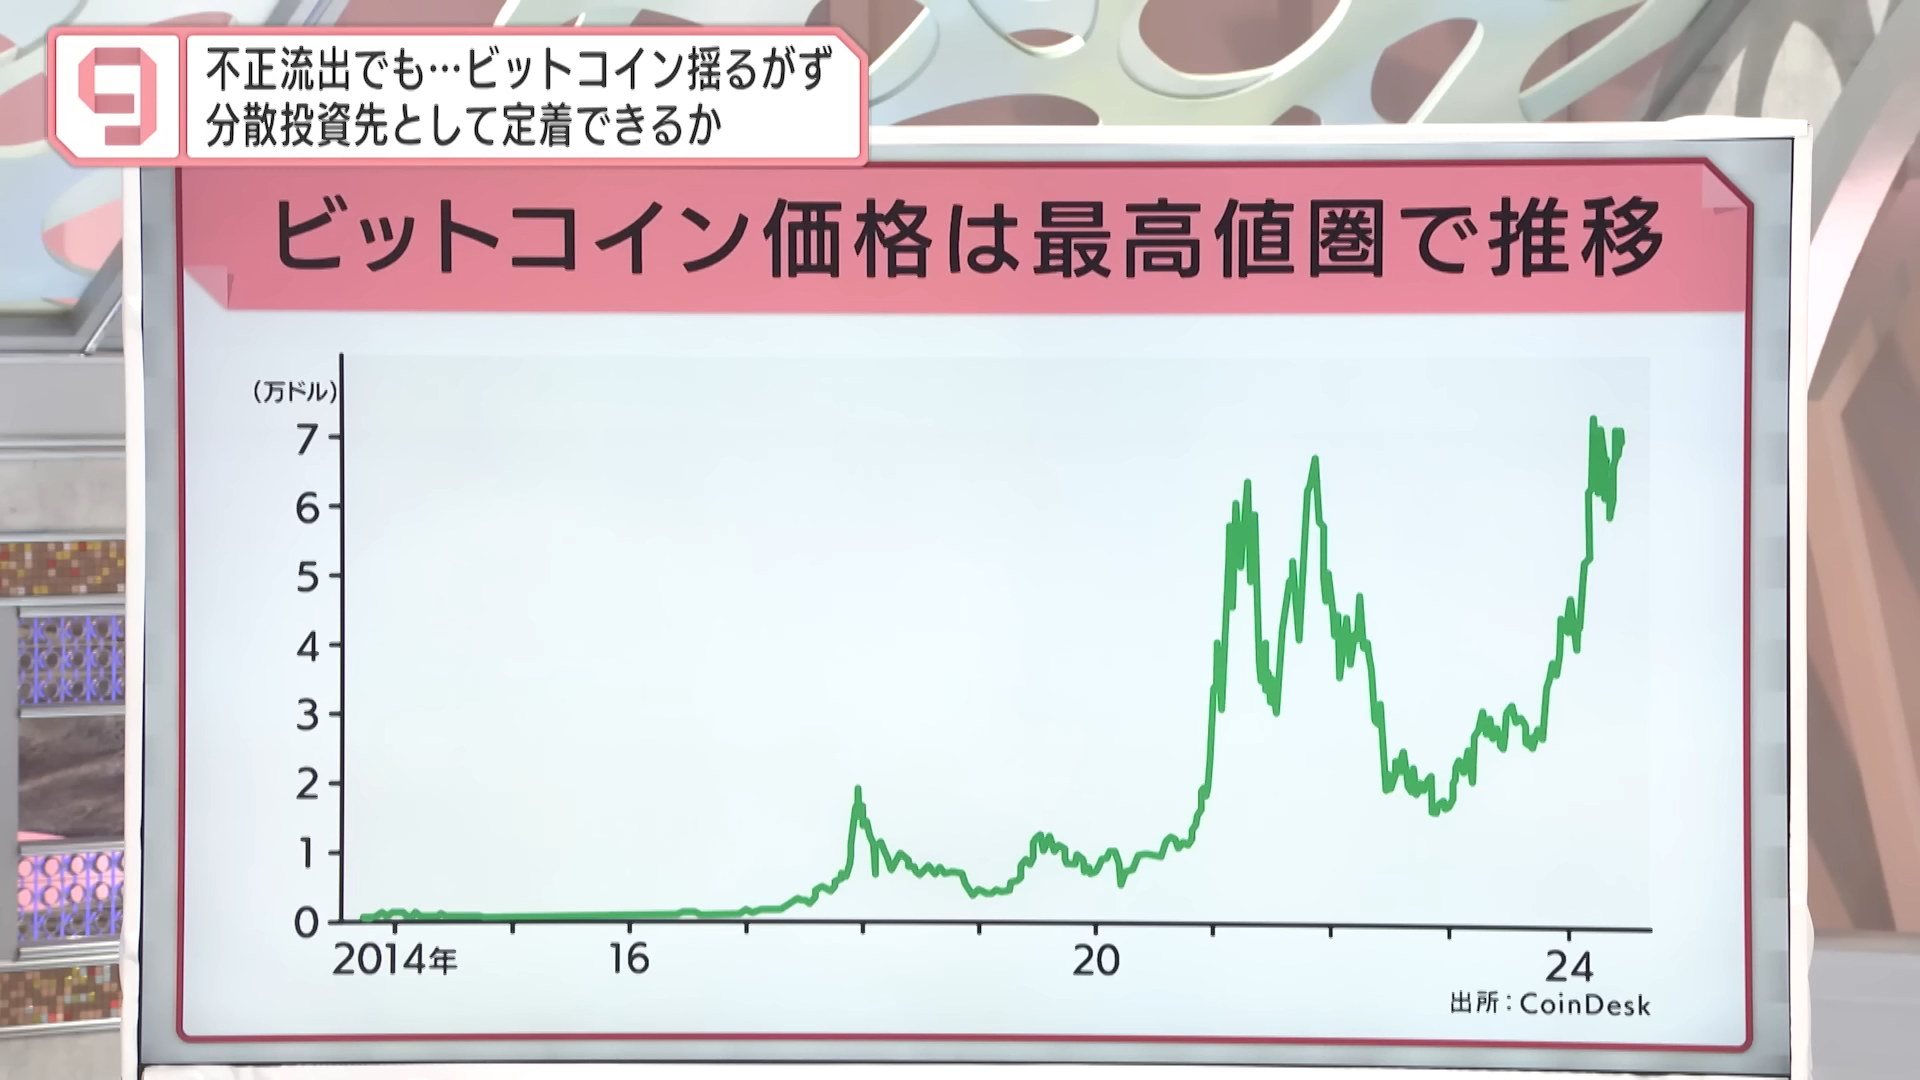 9
不正流出でも…ビットコイン揺るがず
分散投資先として定着できるか
ビットコイン価格は最高値圏で推移
(万ドル)
7
6
5
4
3
2
1
0
2014年 16 20 24
出所:CoinDesk